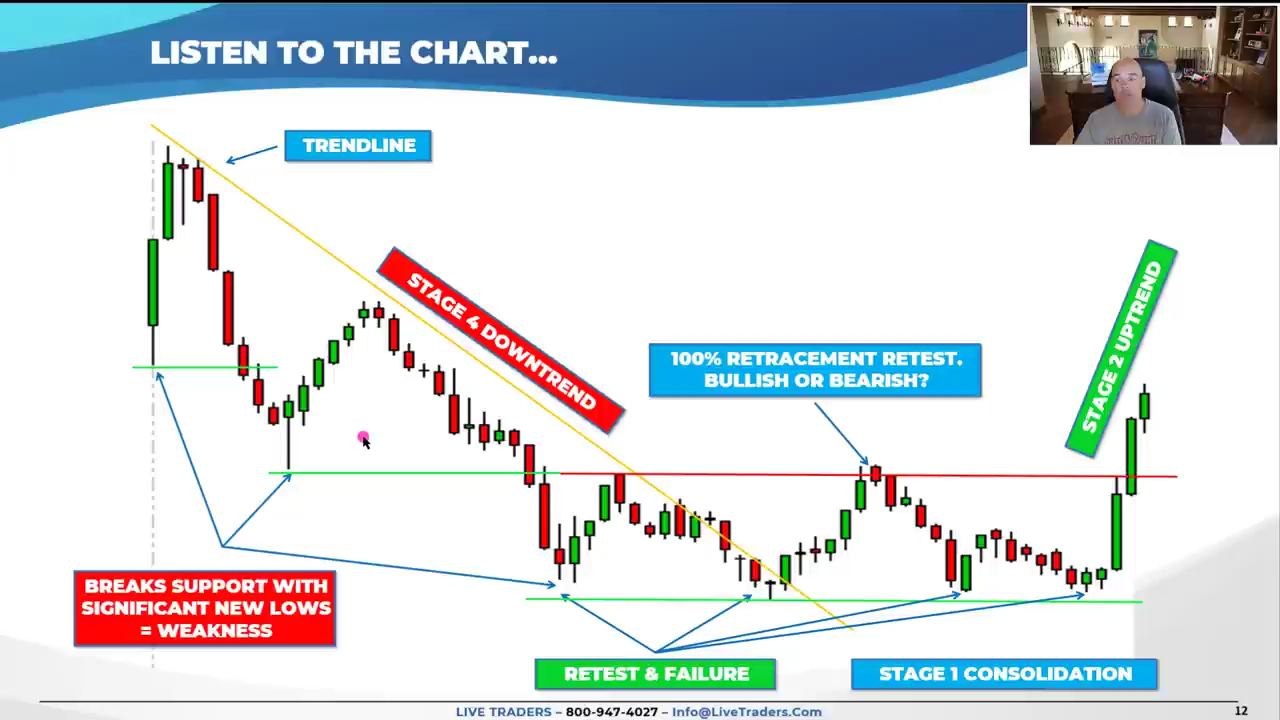 LISTEN TO THE CHART...
TRENDLINE
STAGE 4 DOWNTREND
100% RETRACEMENT RETEST.
BULLISH OR BEARISH?
STAGE 2 UPTREND
BREAKS SUPPORT WITH
SIGNIFICANT NEW LOWS
= WEAKNESS
RETEST & FAILURE
STAGE 1 CONSOLIDATION
LIVE TRADERS – 800-947-4027 – Info@LiveTraders.Com
12